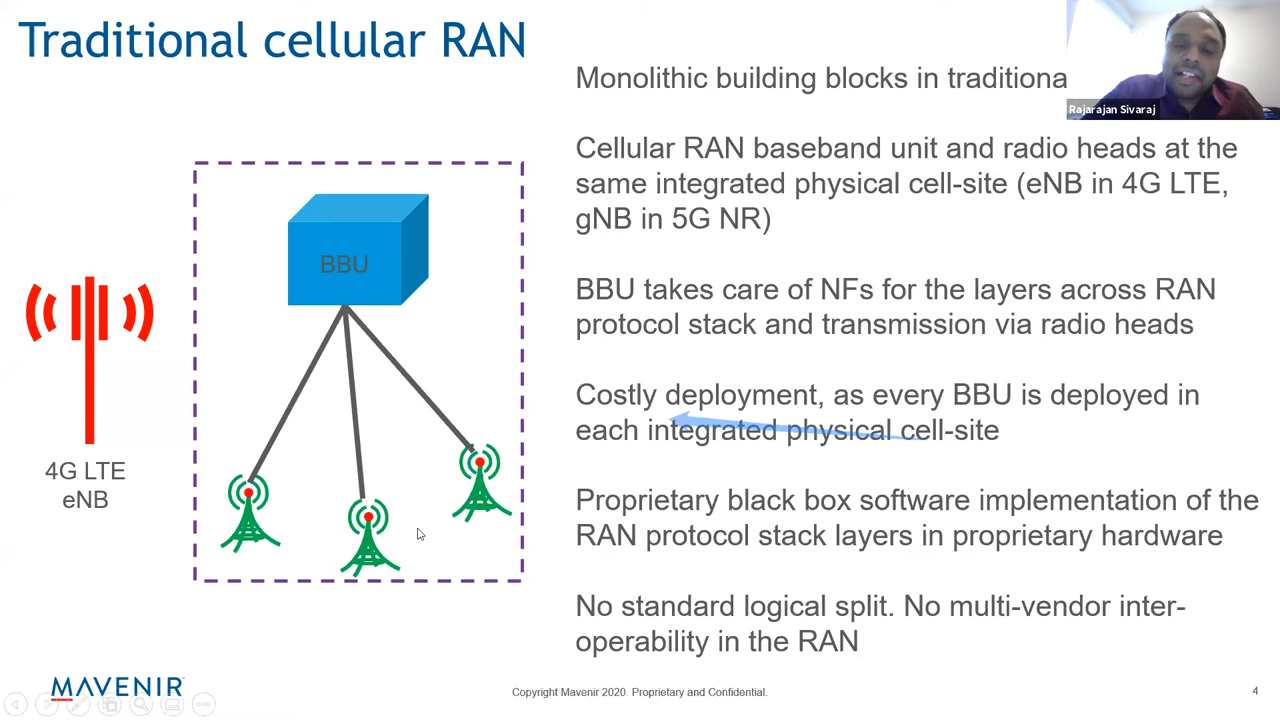 Traditional cellular RAN
Monolithic building blocks in traditiona
Rajarajan Sivaraj
Cellular RAN baseband unit and radio heads at the
same integrated physical cell-site (eNB in 4G LTE,
gNB in 5G NR)
BBU
BBU takes care of NFs for the layers across RAN
protocol stack and transmission via radio heads
Costly deployment, as every BBU is deployed in
each integrated physical cell-site
4G LTE
eNB
Proprietary black box software implementation of the
RAN protocol stack layers in proprietary hardware
No standard logical split. No multi-vendor inter-
operability in the RAN
MAVENIR
Copyright Mavenir 2020. Proprietary and Confidential.
4